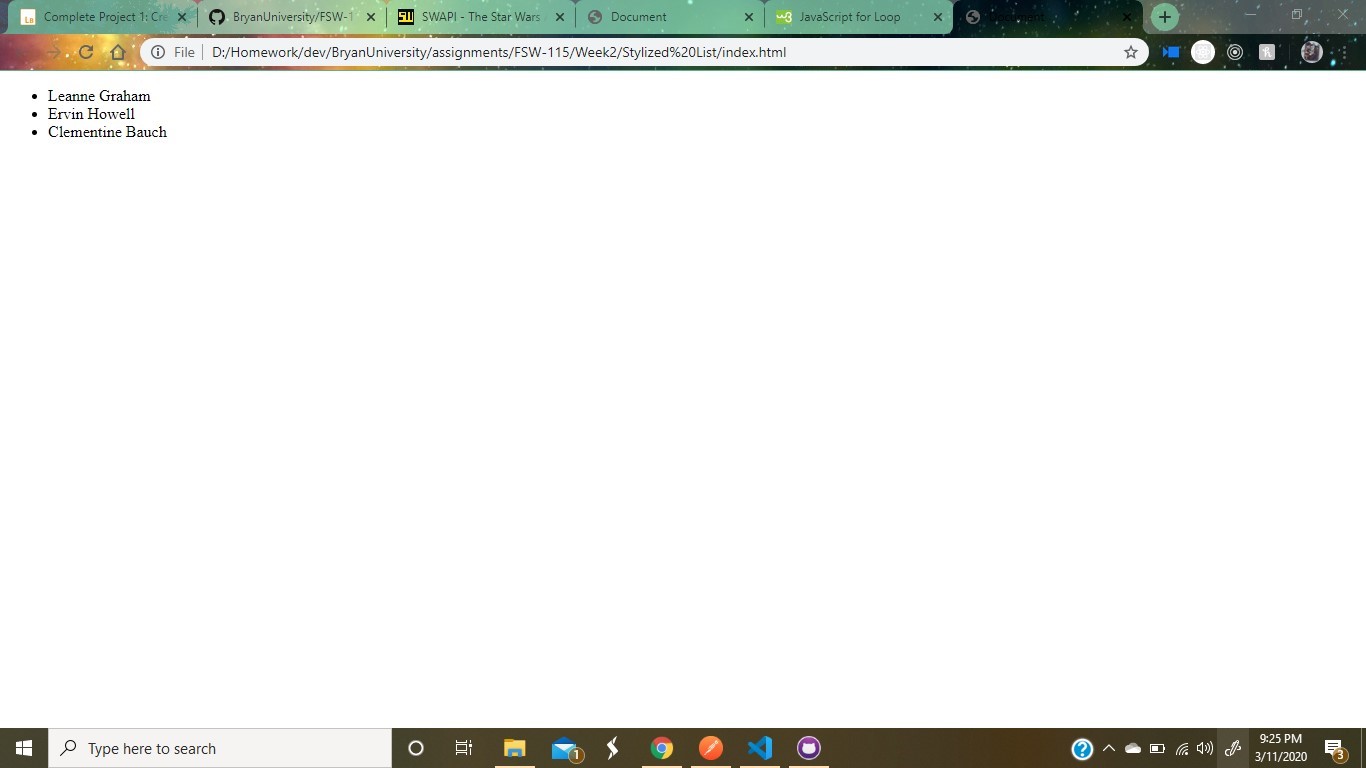 Complete Project 1: Cre
BryanUniversity/FSW-1
SWAPI - The Star Wars
Document
JavaScript for Loop
Document
File
D:/Homework/dev/BryanUniversity/assignments/FSW-115/Week2/Stylized%20List/index.html
• Leanne Graham
• Ervin Howell
• Clementine Bauch
Type here to search
1
9:25 PM
3/11/2020
3